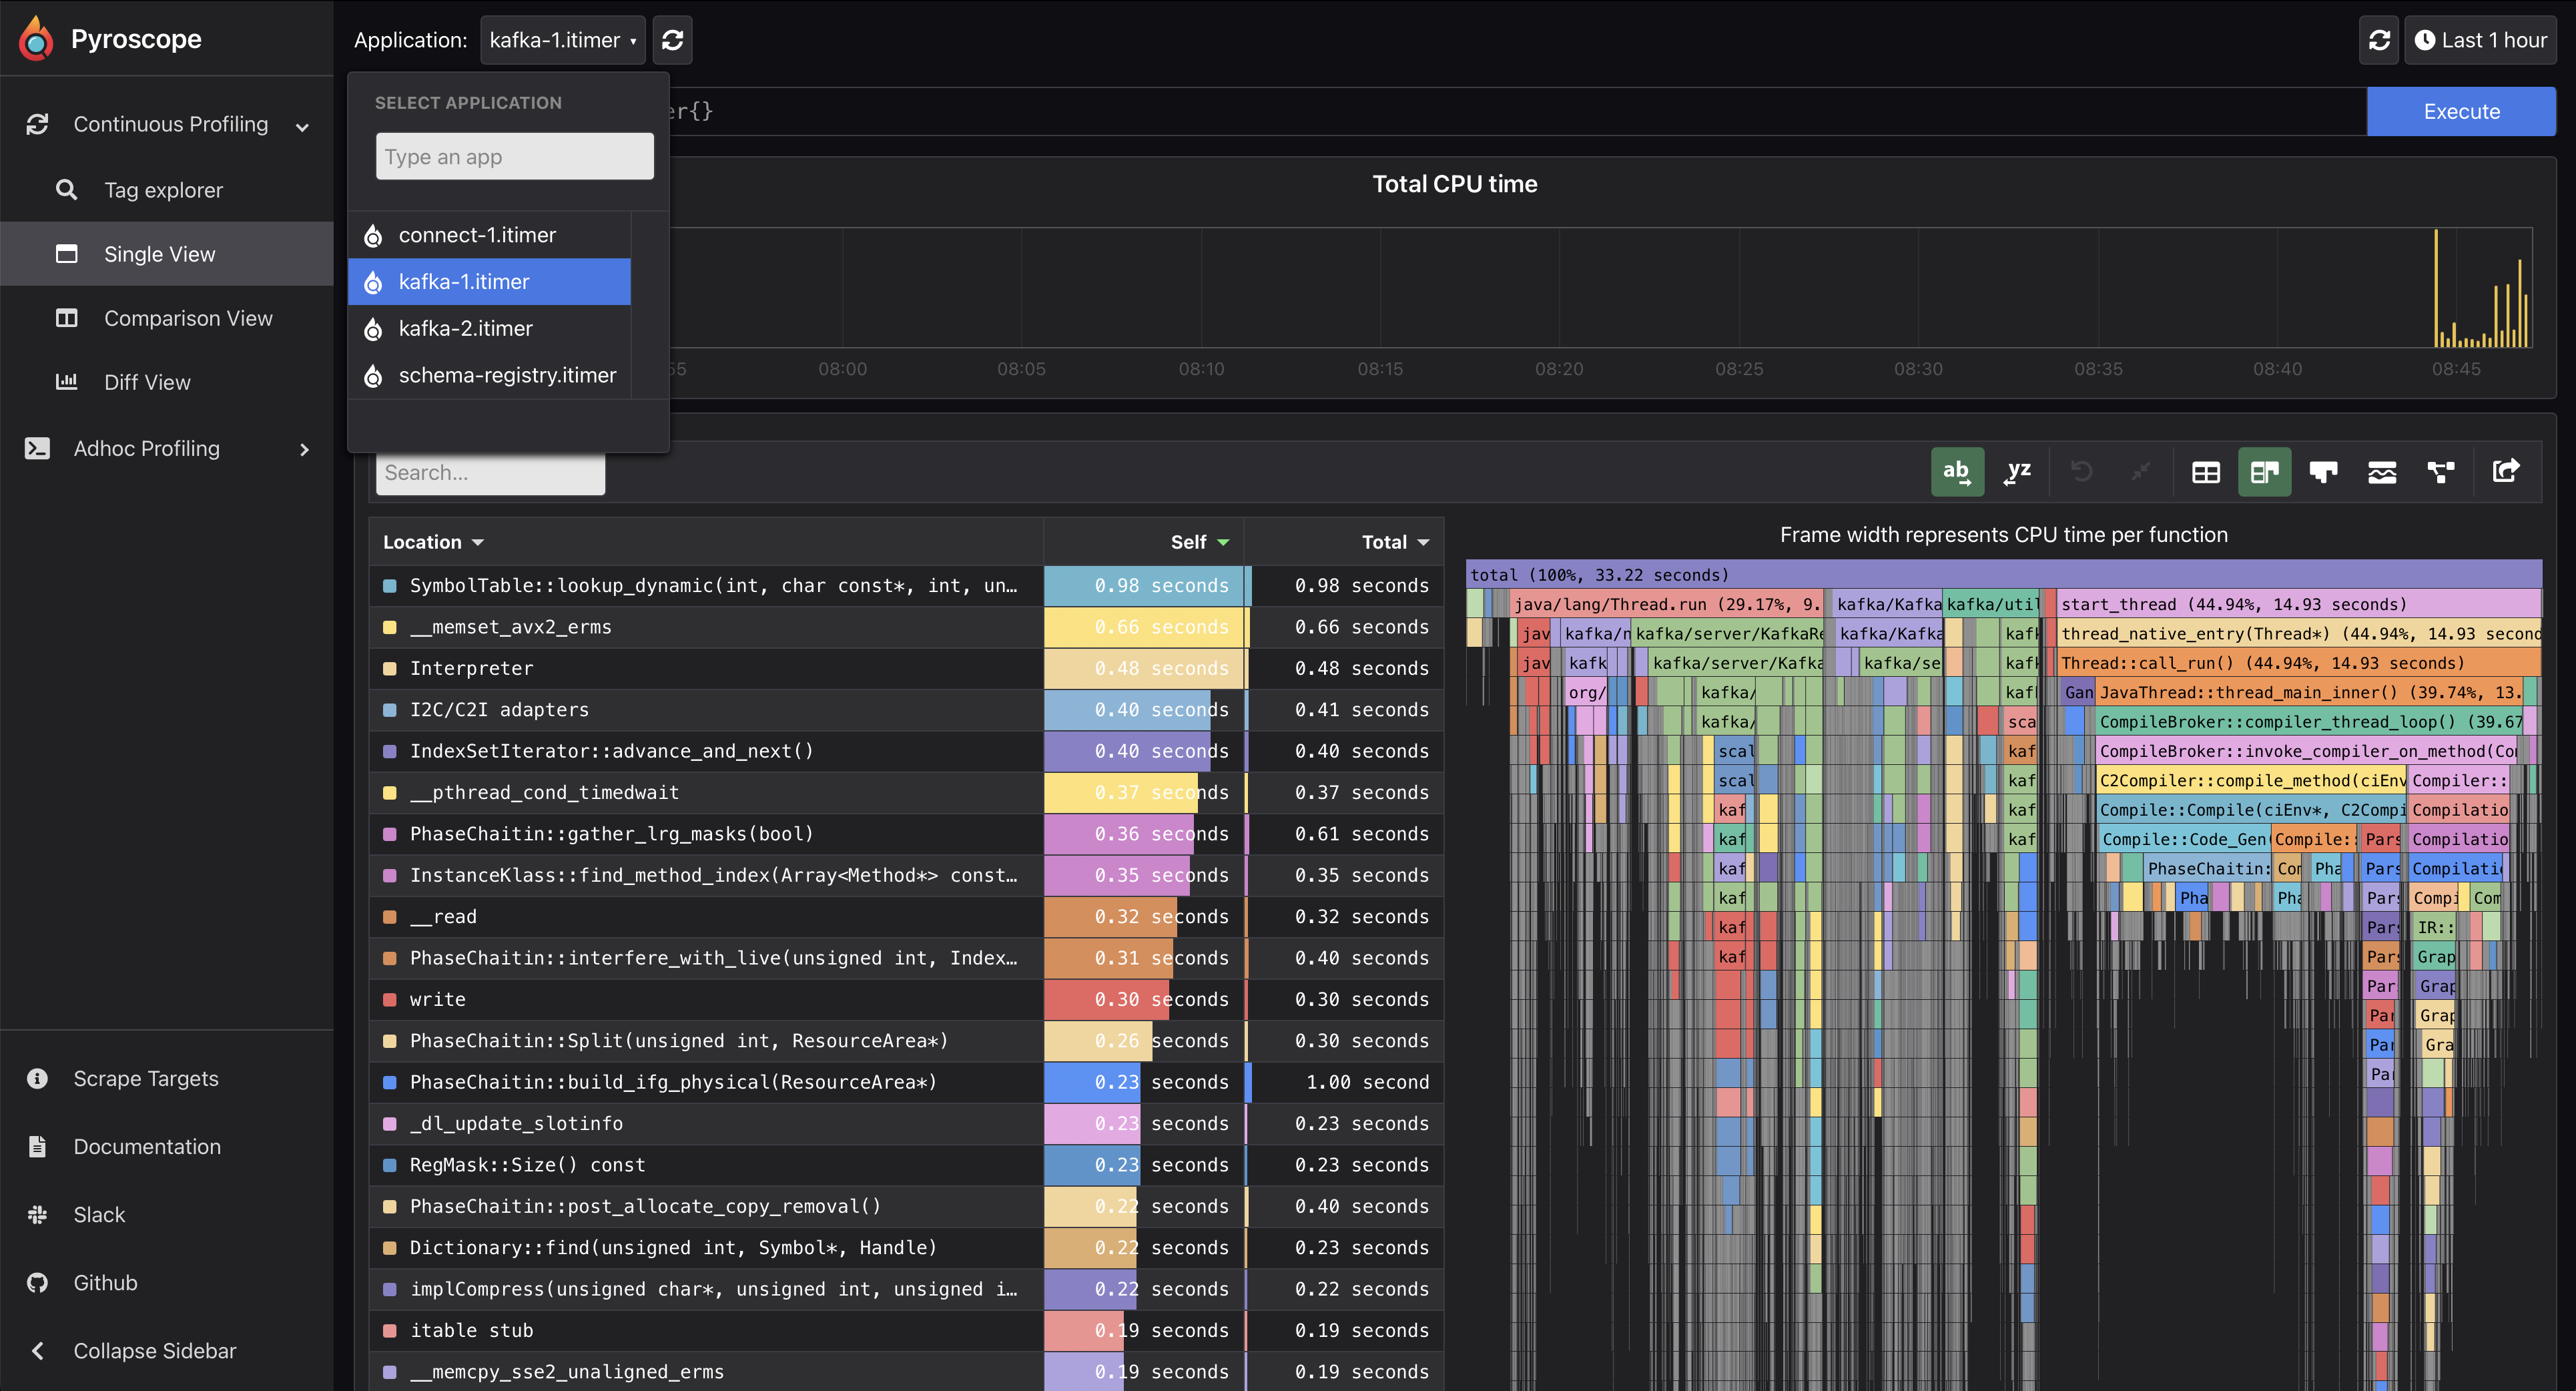 Pyroscope
Application: kafka-1.itimer
Last 1 hour
Continuous Profiling
Tag explorer
Single View
Comparison View
Diff View
Adhoc Profiling
Scrape Targets
Documentation
Slack
Github
Collapse Sidebar
SELECT APPLICATION
Type an app
connect-1.itimer
kafka-1.itimer
kafka-2.itimer
schema-registry.itimer
er{}
Execute
Total CPU time
55 08:00 08:05 08:10 08:15 08:20 08:25 08:30 08:35 08:40 08:45
Search...
ab yz
Location Self Total
SymbolTable::lookup_dynamic(int, char const*, int, un… 0.98 seconds 0.98 seconds
__memset_avx2_erms 0.66 seconds 0.66 seconds
Interpreter 0.48 seconds 0.48 seconds
I2C/C2I adapters 0.40 seconds 0.41 seconds
IndexSetIterator::advance_and_next() 0.40 seconds 0.40 seconds
__pthread_cond_timedwait 0.37 seconds 0.37 seconds
PhaseChaitin::gather_lrg_masks(bool) 0.36 seconds 0.61 seconds
InstanceKlass::find_method_index(Array<Method*> const… 0.35 seconds 0.35 seconds
__read 0.32 seconds 0.32 seconds
PhaseChaitin::interfere_with_live(unsigned int, Index… 0.31 seconds 0.40 seconds
write 0.30 seconds 0.30 seconds
PhaseChaitin::Split(unsigned int, ResourceArea*) 0.26 seconds 0.30 seconds
PhaseChaitin::build_ifg_physical(ResourceArea*) 0.23 seconds 1.00 second
_dl_update_slotinfo 0.23 seconds 0.23 seconds
RegMask::Size() const 0.23 seconds 0.23 seconds
PhaseChaitin::post_allocate_copy_removal() 0.22 seconds 0.40 seconds
Dictionary::find(unsigned int, Symbol*, Handle) 0.22 seconds 0.23 seconds
implCompress(unsigned char*, unsigned int, unsigned i… 0.22 seconds 0.22 seconds
itable stub 0.19 seconds 0.19 seconds
__memcpy_sse2_unaligned_erms 0.19 seconds 0.19 seconds
Frame width represents CPU time per function
total (100%, 33.22 seconds)
java/lang/Thread.run (29.17%, 9. kafka/Kafka kafka/util start_thread (44.94%, 14.93 seconds)
jav kafka/n kafka/server/KafkaRe kafka/Kafka kafk thread_native_entry(Thread*) (44.94%, 14.93 second
jav kafk kafka/server/Kafka kafka/se kafk Thread::call_run() (44.94%, 14.93 seconds)
org/ kafka/ kafk Gan JavaThread::thread_main_inner() (39.74%, 13.
kafka/ sca CompileBroker::compiler_thread_loop() (39.67
scal kaf CompileBroker::invoke_compiler_on_method(Co
scal kaf C2Compiler::compile_method(ciEnv Compiler::
kaf kaf Compile::Compile(ciEnv*, C2Compi Compilatio
kaf kaf Compile::Code_Gen Compile:: Pars Compilatio
kaf PhaseChaitin: Com Pha Pars Compilati
kaf Pha Pha Pars Compi Com
kaf Pars IR::
kaf Pars Grap
Pars Grap
Par Grap
Par Gra
Pa